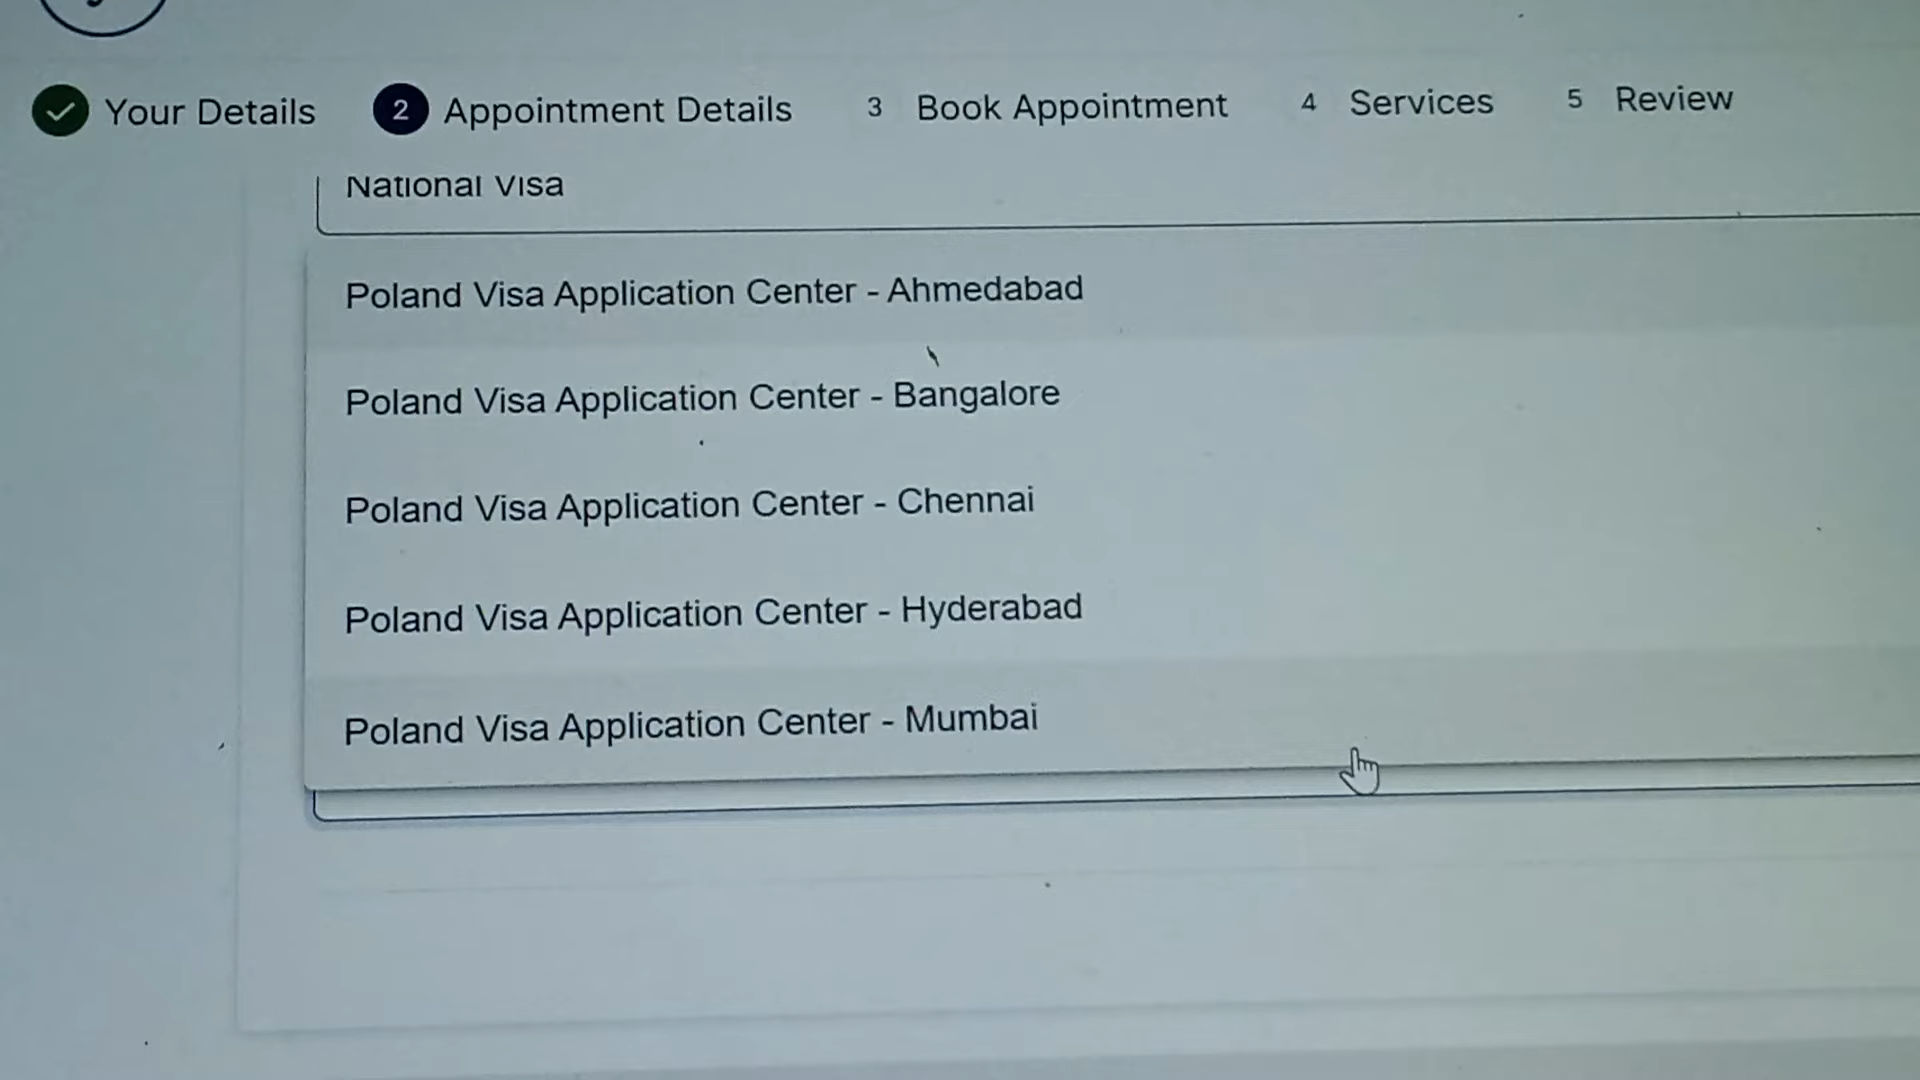 Your Details 2 Appointment Details 3 Book Appointment 4 Services 5 Review
National Visa
Poland Visa Application Center - Ahmedabad
Poland Visa Application Center - Bangalore
Poland Visa Application Center - Chennai
Poland Visa Application Center - Hyderabad
Poland Visa Application Center - Mumbai